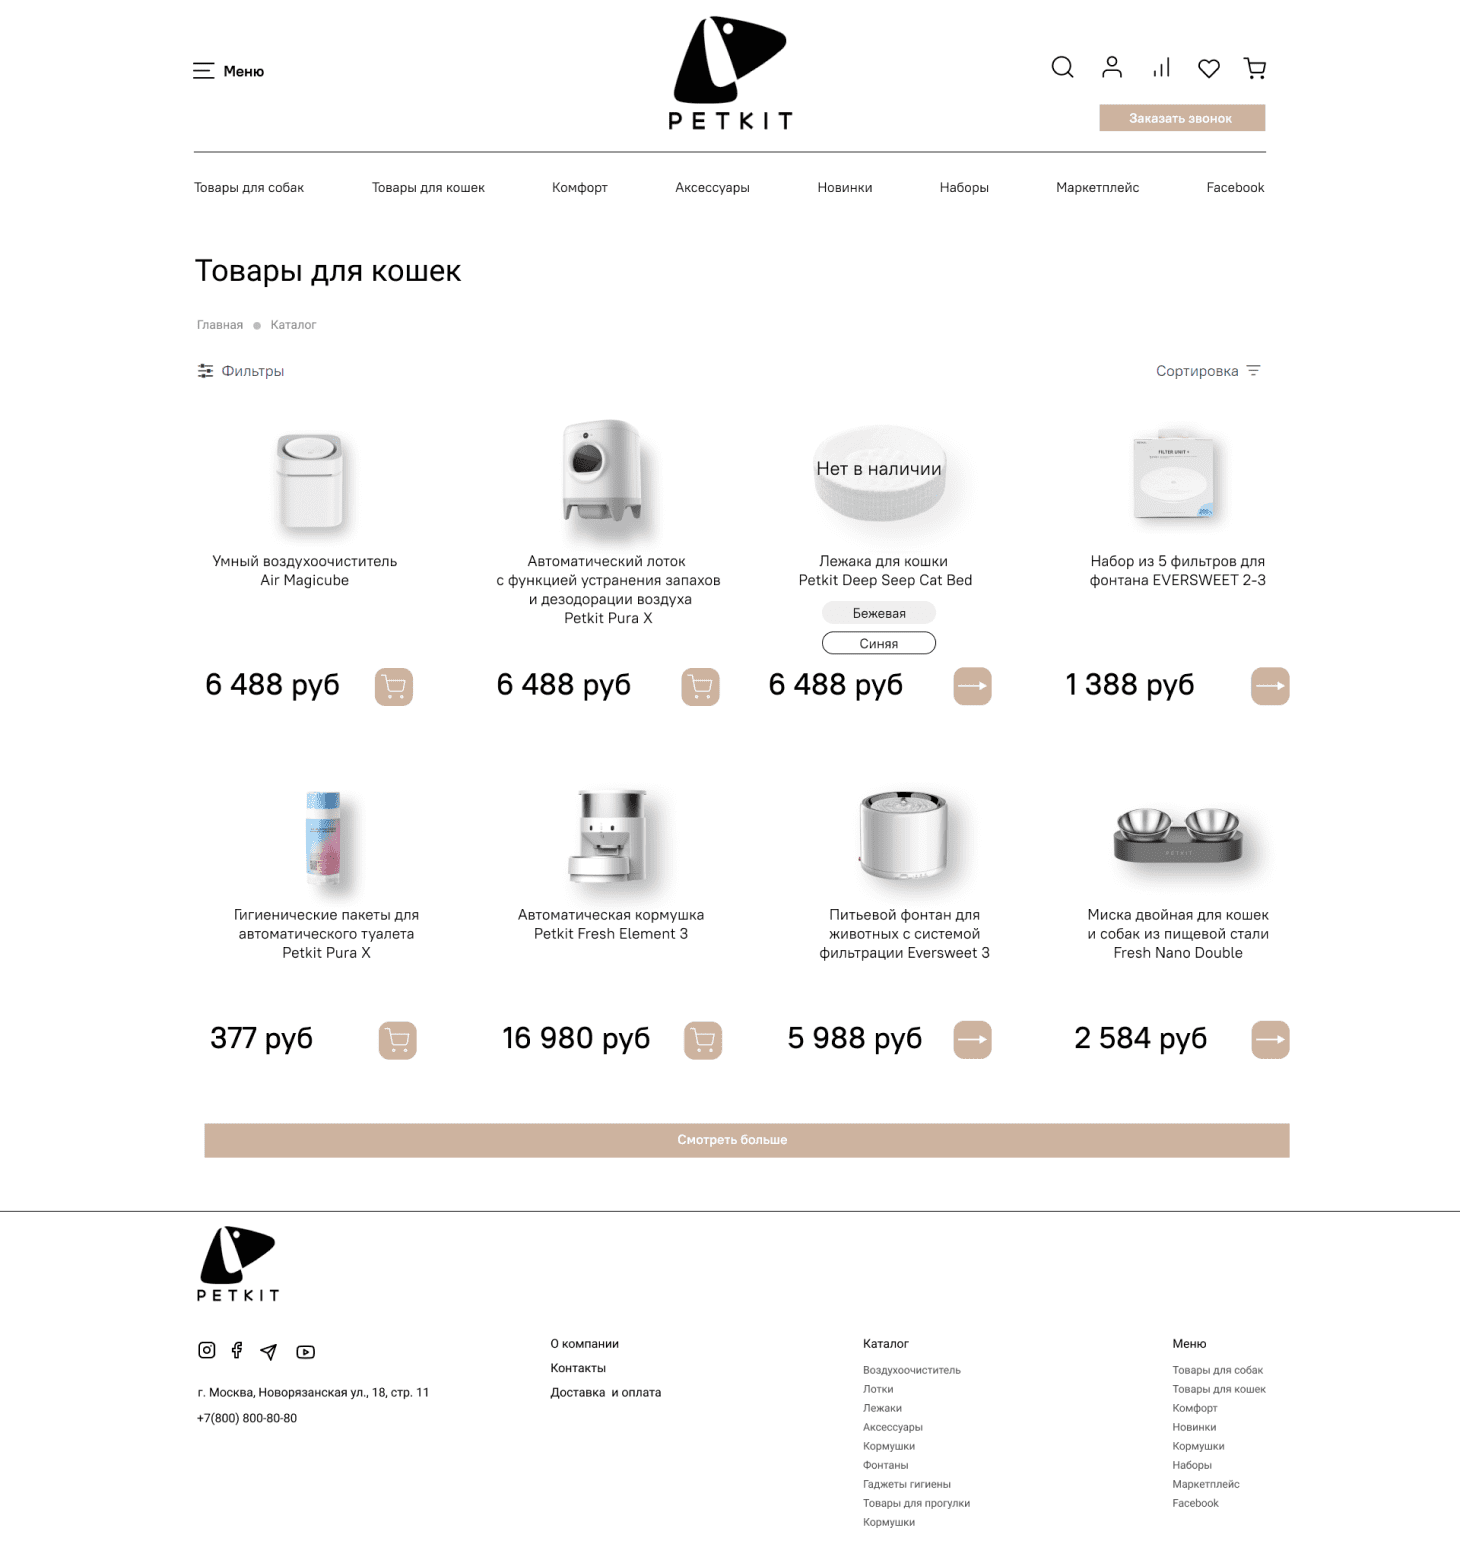 Меню
PETKIT
Заказать звонок
Товары для собак
Товары для кошек
Комфорт
Аксессуары
Новинки
Наборы
Маркетплейс
Facebook
Товары для кошек
Главная
Каталог
Фильтры
Сортировка
Нет в наличии
FILTER UNIT
Умный воздухоочиститель
Air Magicube
Автоматический лоток
с функцией устранения запахов
и дезодорации воздуха
Petkit Pura X
Лежака для кошки
Petkit Deep Seep Cat Bed
Бежевая
Синяя
Набор из 5 фильтров для
фонтана EVERSWEET 2-3
6 488 руб
6 488 руб
6 488 руб
1 388 руб
PETKIT
Гигиенические пакеты для
автоматического туалета
Petkit Pura X
Автоматическая кормушка
Petkit Fresh Element 3
Питьевой фонтан для
животных с системой
фильтрации Eversweet 3
Миска двойная для кошек
и собак из пищевой стали
Fresh Nano Double
377 руб
16 980 руб
5 988 руб
2 584 руб
Смотреть больше
PETKIT
г. Москва, Новорязанская ул., 18, стр. 11
+7(800) 800-80-80
О компании
Контакты
Доставка  и оплата
Каталог
Воздухоочиститель
Лотки
Лежаки
Аксессуары
Кормушки
Фонтаны
Гаджеты гигиены
Товары для прогулки
Кормушки
Меню
Товары для собак
Товары для кошек
Комфорт
Новинки
Кормушки
Наборы
Маркетплейс
Facebook